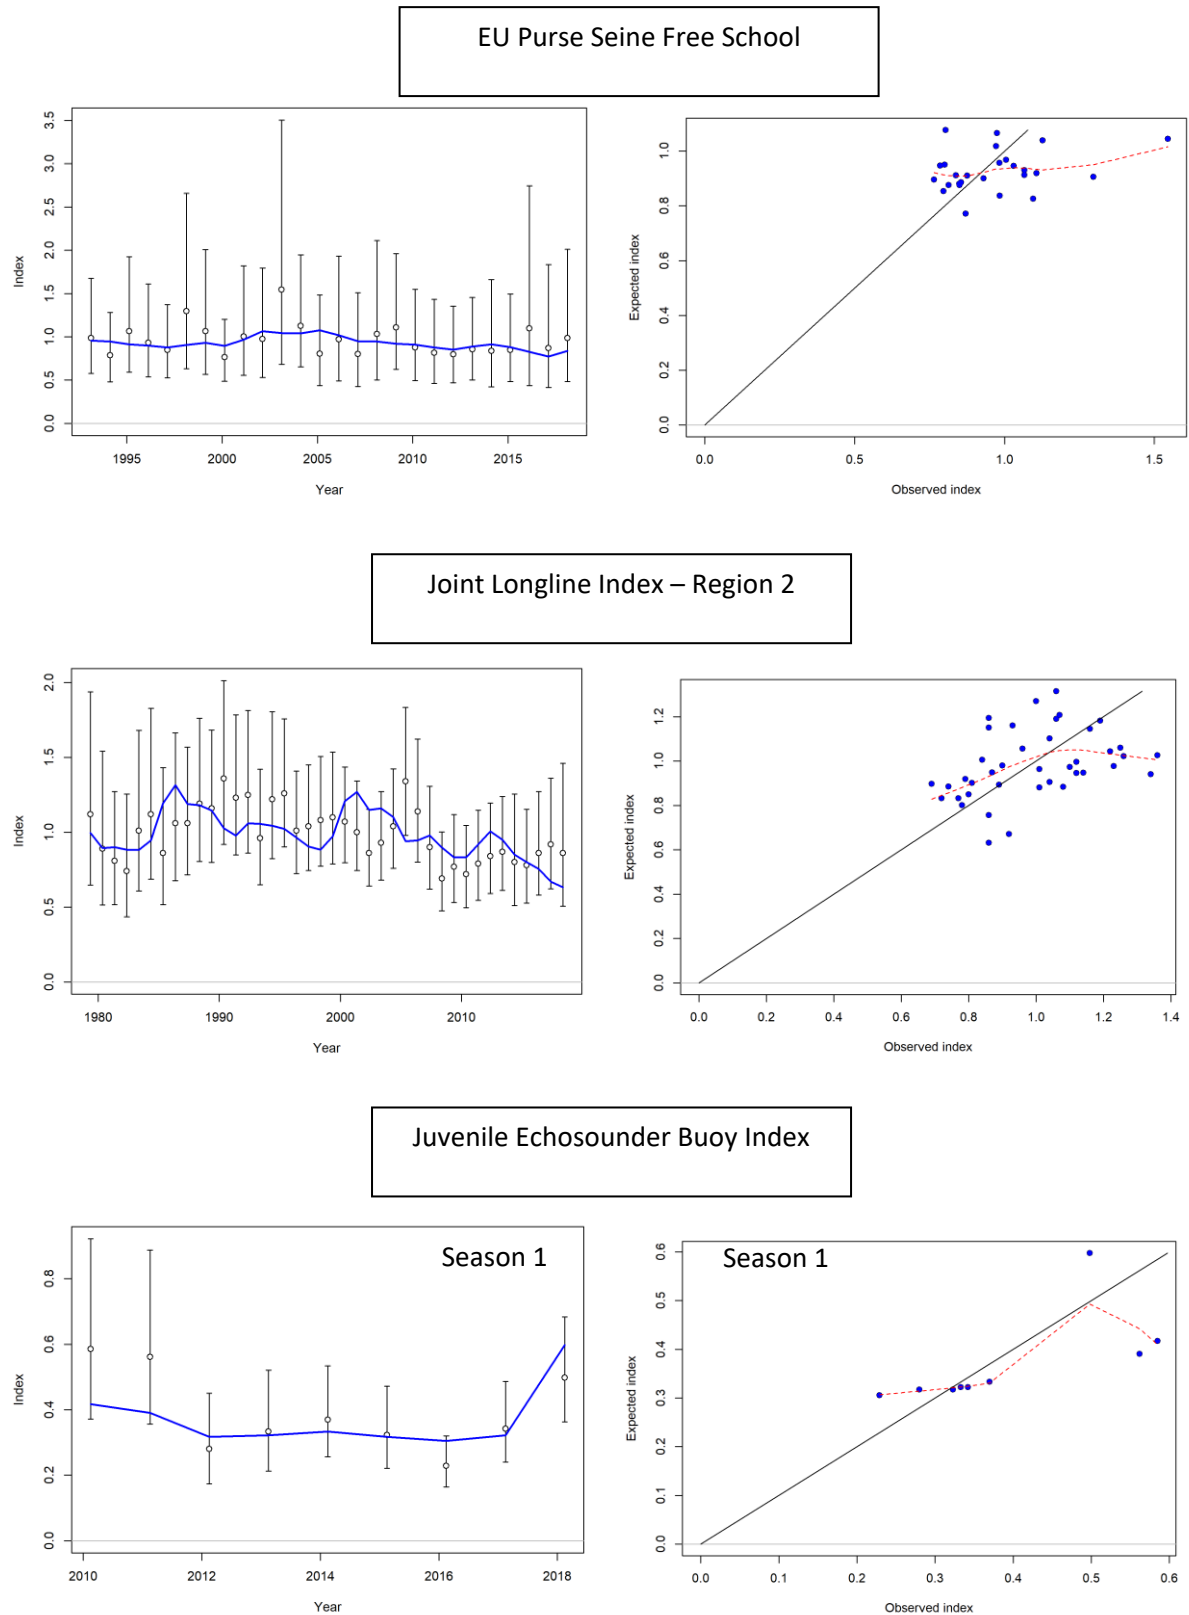 EU Purse Seine Free School
3.5
3.0
2.5
2.0
1.5
1.0
0.5
0.0
Index
1995 2000 2005 2010 2015
Year
1.0
0.8
0.6
0.4
0.2
0.0
Expected index
0.0 0.5 1.0 1.5
Observed index
Joint Longline Index – Region 2
2.0
1.5
1.0
0.5
0.0
Index
1980 1990 2000 2010
Year
1.2
1.0
0.8
0.6
0.4
0.2
0.0
Expected index
0.0 0.2 0.4 0.6 0.8 1.0 1.2 1.4
Observed index
Juvenile Echosounder Buoy Index
Season 1
0.8
0.6
0.4
0.2
0.0
Index
2010 2012 2014 2016 2018
Year
Season 1
0.6
0.5
0.4
0.3
0.2
0.1
0.0
Expected index
0.0 0.1 0.2 0.3 0.4 0.5 0.6
Observed index